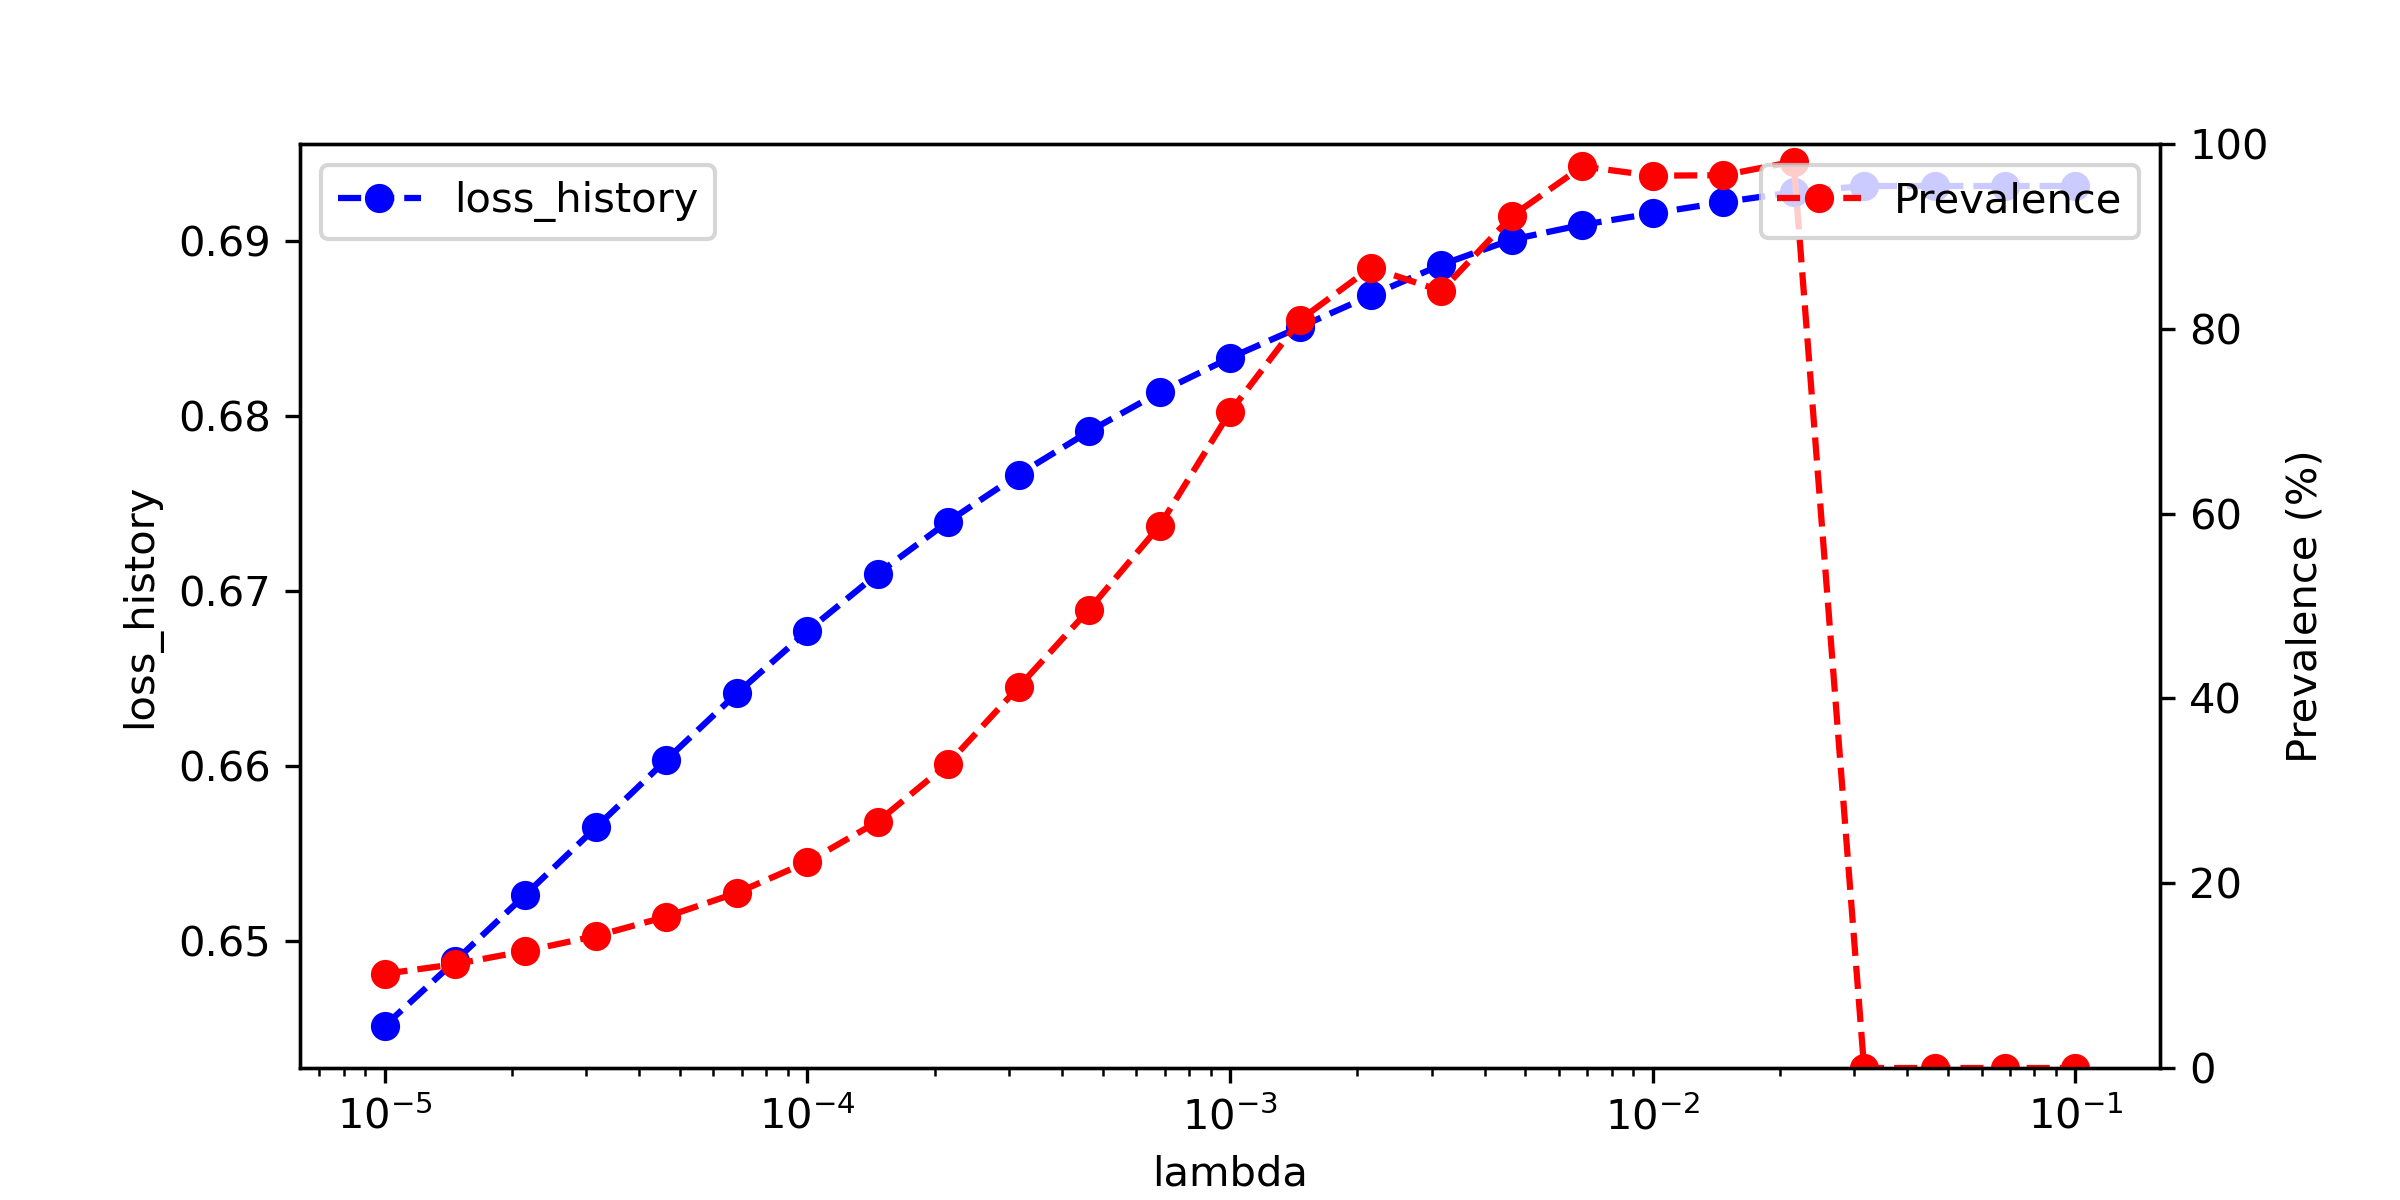 loss_history
Prevalence
0.69
0.68
0.67
0.66
0.65
loss_history
100
80
60
40
20
0
Prevalence (%)
10⁻⁵ 10⁻⁴ 10⁻³ 10⁻² 10⁻¹
lambda